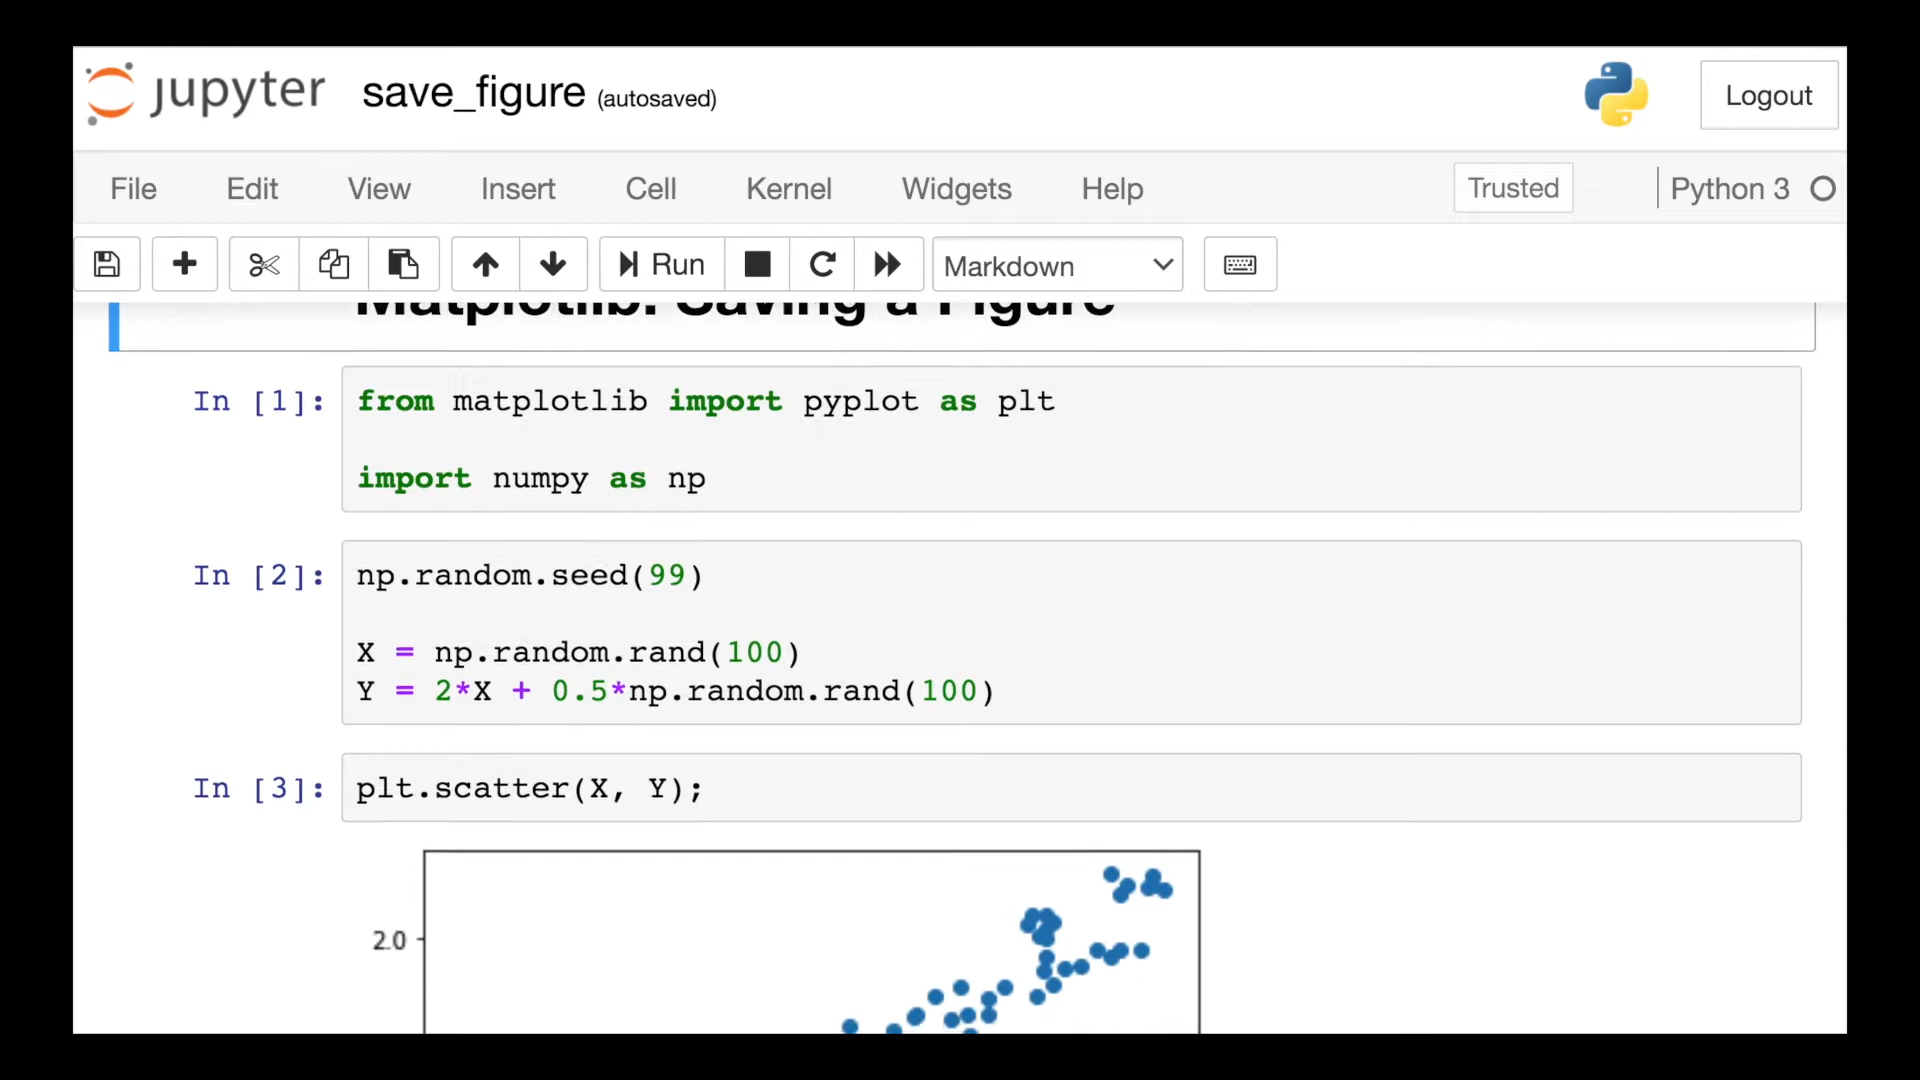 jupyter save_figure (autosaved)
Logout
File Edit View Insert Cell Kernel Widgets Help Trusted Python 3
Run Markdown
Matplotlib: Saving a Figure
In [1]: from matplotlib import pyplot as plt
import numpy as np
In [2]: np.random.seed(99)
X = np.random.rand(100)
Y = 2*X + 0.5*np.random.rand(100)
In [3]: plt.scatter(X, Y);
2.0